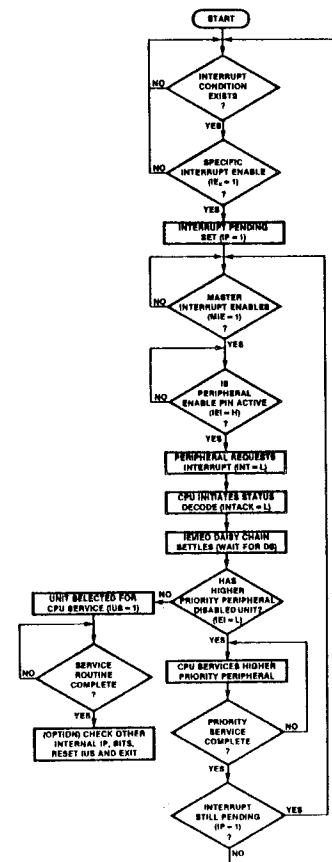 START
INTERRUPT
CONDITION
EXISTS
?
NO
YES
SPECIFIC
INTERRUPT ENABLE
(IEx = 1)
?
NO
YES
INTERRUPT PENDING
SET (IP = 1)
MASTER
INTERRUPT ENABLES
(MIE = 1)
?
NO
YES
IS
PERIPHERAL
ENABLE PIN ACTIVE
(IEI = H)
?
NO
YES
PERIPHERAL REQUESTS
INTERRUPT (INT = L)
CPU INITIATES STATUS
DECODE (INTACK = L)
IEI/IEO DAISY CHAIN
SETTLES (WAIT FOR DS)
HAS
HIGHER
PRIORITY PERIPHERAL
DISABLED UNIT?
(IEI = L)
NO
YES
UNIT SELECTED FOR
CPU SERVICE (IUS = 1)
SERVICE
ROUTINE
COMPLETE
?
NO
YES
(OPTION) CHECK OTHER
INTERNAL IP, BITS,
RESET IUS AND EXIT
CPU SERVICES HIGHER
PRIORITY PERIPHERAL
PRIORITY
SERVICE
COMPLETE
?
NO
YES
INTERRUPT
STILL PENDING
(IP = 1)
?
YES
NO